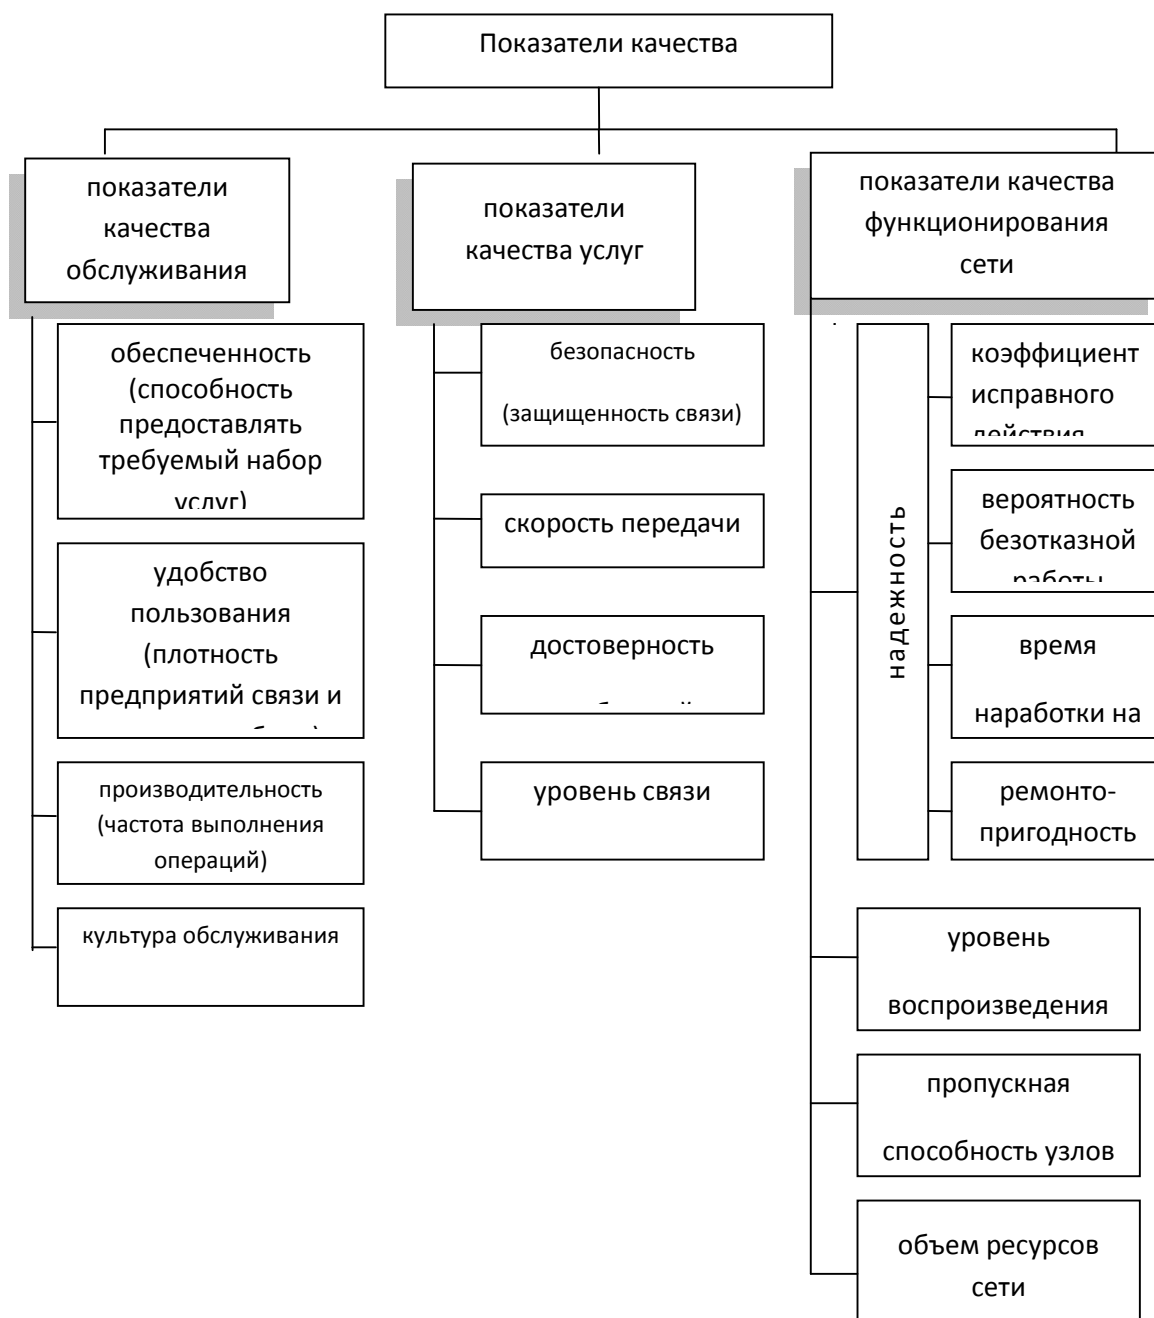 Показатели качества
показатели
качества
обслуживания
обеспеченность
(способность
предоставлять
требуемый набор
услуг)
удобство
пользования
(плотность
предприятий связи и
производительность
(частота выполнения
операций)
культура обслуживания
показатели
качества услуг
безопасность
(защищенность связи)
скорость передачи
достоверность
уровень связи
показатели качества
функционирования
сети
надежность
коэффициент
исправного
действия
вероятность
безотказной
работы
время
наработки на
ремонто-
пригодность
уровень
воспроизведения
пропускная
способность узлов
объем ресурсов
сети